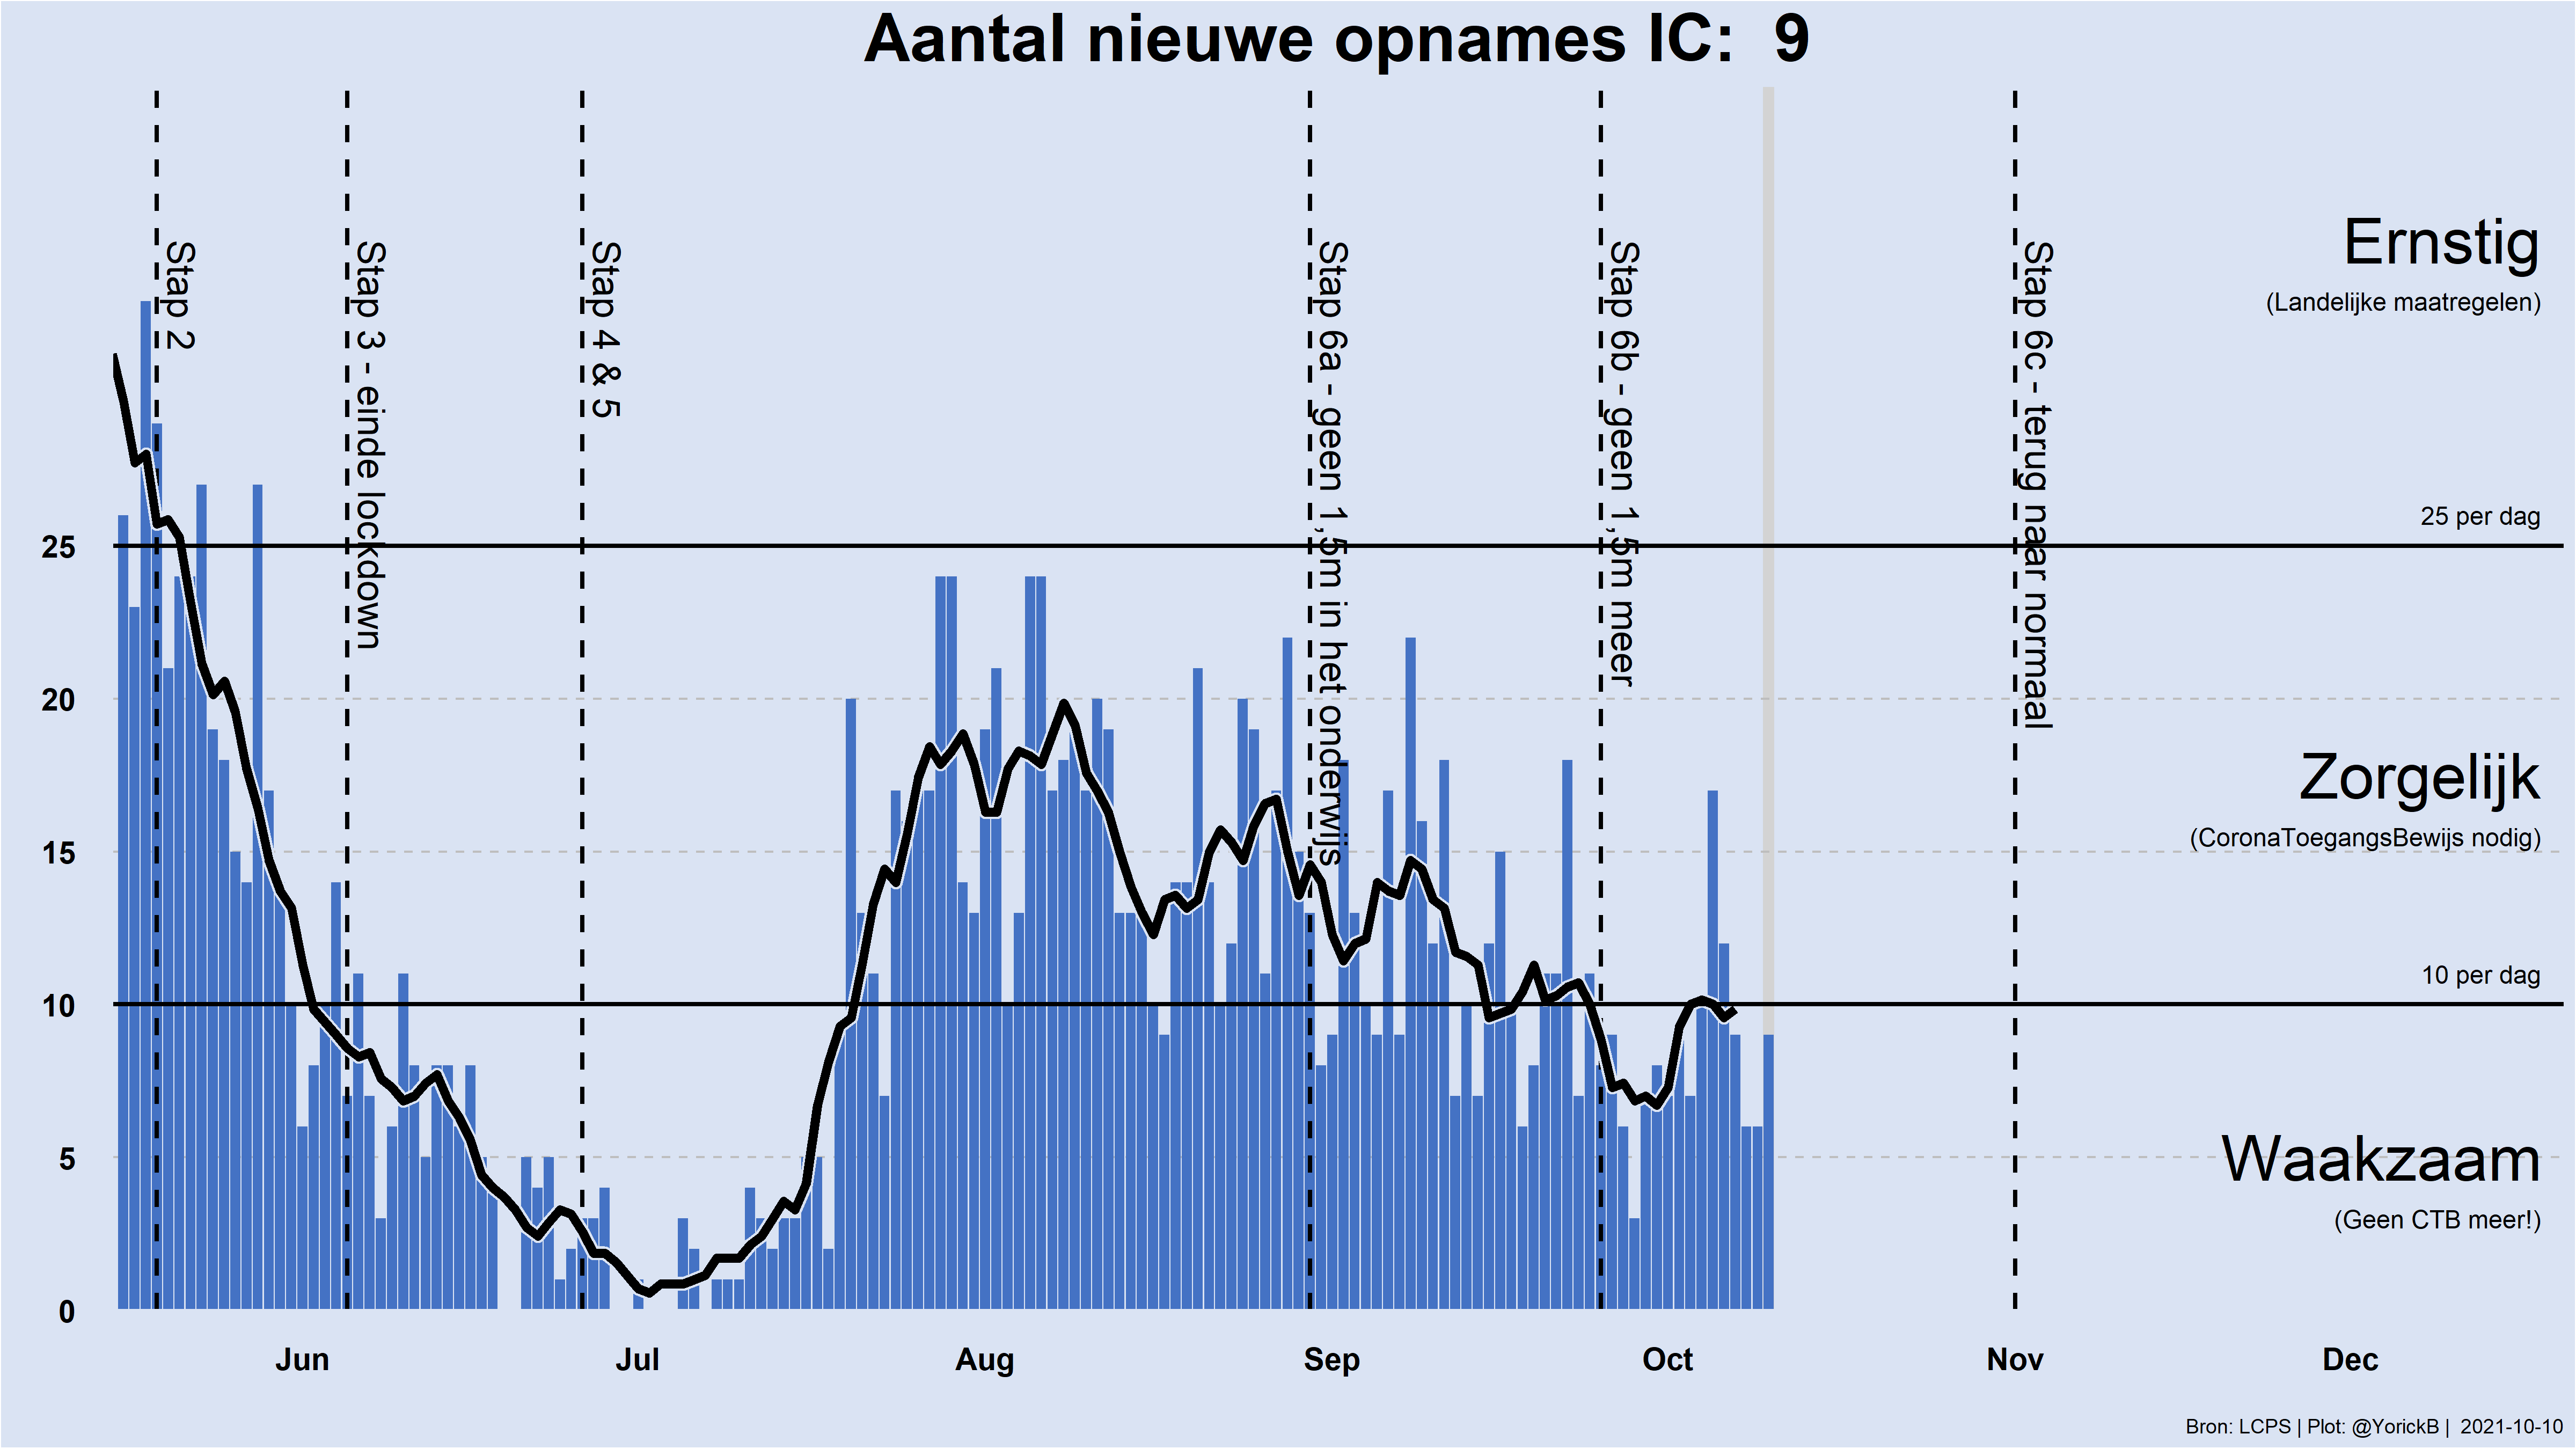 Aantal nieuwe opnames IC:  9
Stap 2
Stap 3 - einde lockdown
Stap 4 & 5
Stap 6a - geen 1,5m in het onderwijs
Stap 6b - geen 1,5m meer
Stap 6c - terug naar normaal
Ernstig
(Landelijke maatregelen)
25 per dag
25
20
Zorgelijk
(CoronaToegangsBewijs nodig)
15
10 per dag
10
Waakzaam
5
(Geen CTB meer!)
0
Jun Jul Aug Sep Oct Nov Dec
Bron: LCPS | Plot: @YorickB |  2021-10-10